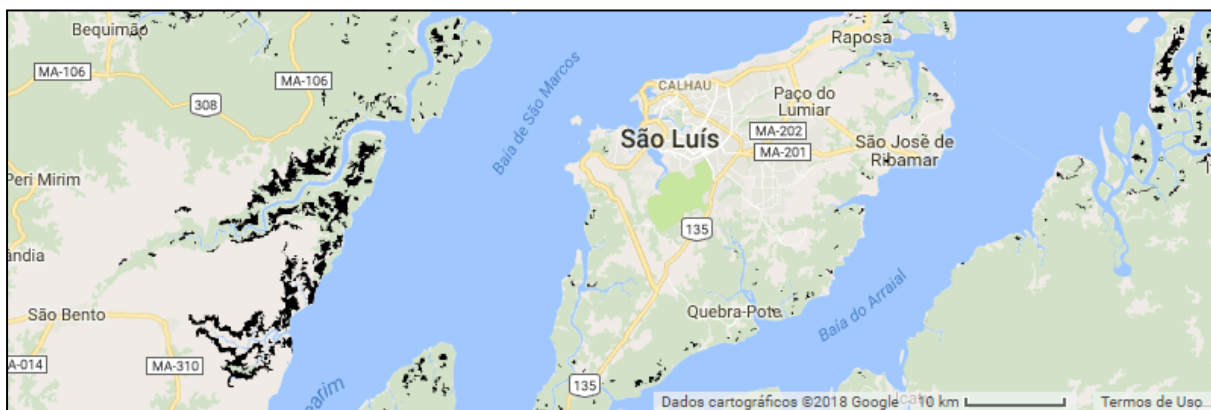 Bequimão
MA-106
MA-106
308
Raposa
CALHAU
Paço do
Lumiar
Baía de São Marcos
São Luís
MA-202
MA-201
São José de
Ribamar
Peri Mirim
135
ândia
São Bento
Quebra-Pote
Baía do Arraial
A-014
MA-310
earim
135
Dados cartográficos ©2018 Google
10 km
Termos de Uso